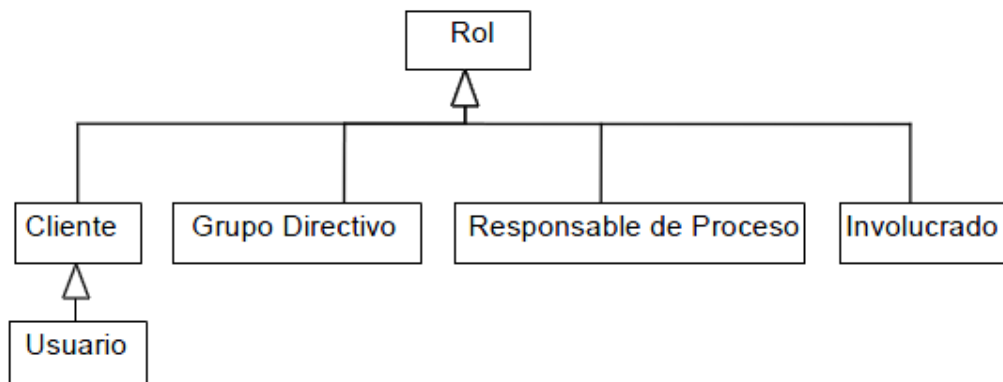 Rol
Cliente
Grupo Directivo
Responsable de Proceso
Involucrado
Usuario